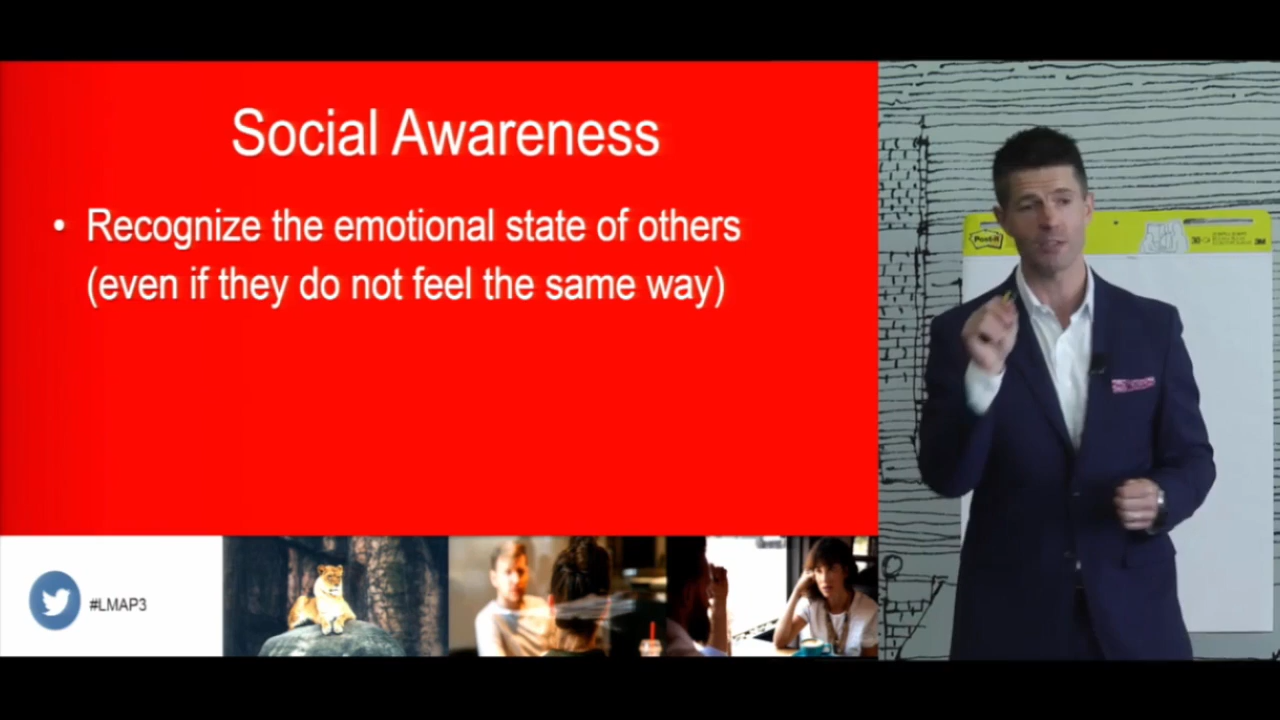 Social Awareness
• Recognize the emotional state of others
(even if they do not feel the same way)
#LMAP3
Post-it
3M